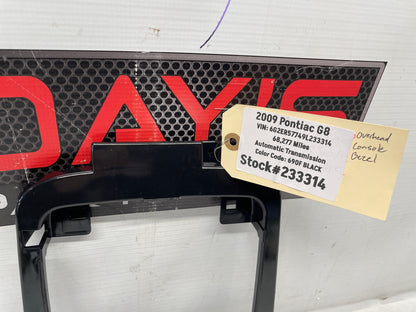 DAY'S
PA
2009 Pontiac G8
VIN: 6G2ER57749L233314
68,277 Miles
Automatic Transmission
Color Code: 690F BLACK
Stock#233314
Overhead
Console
Bezel